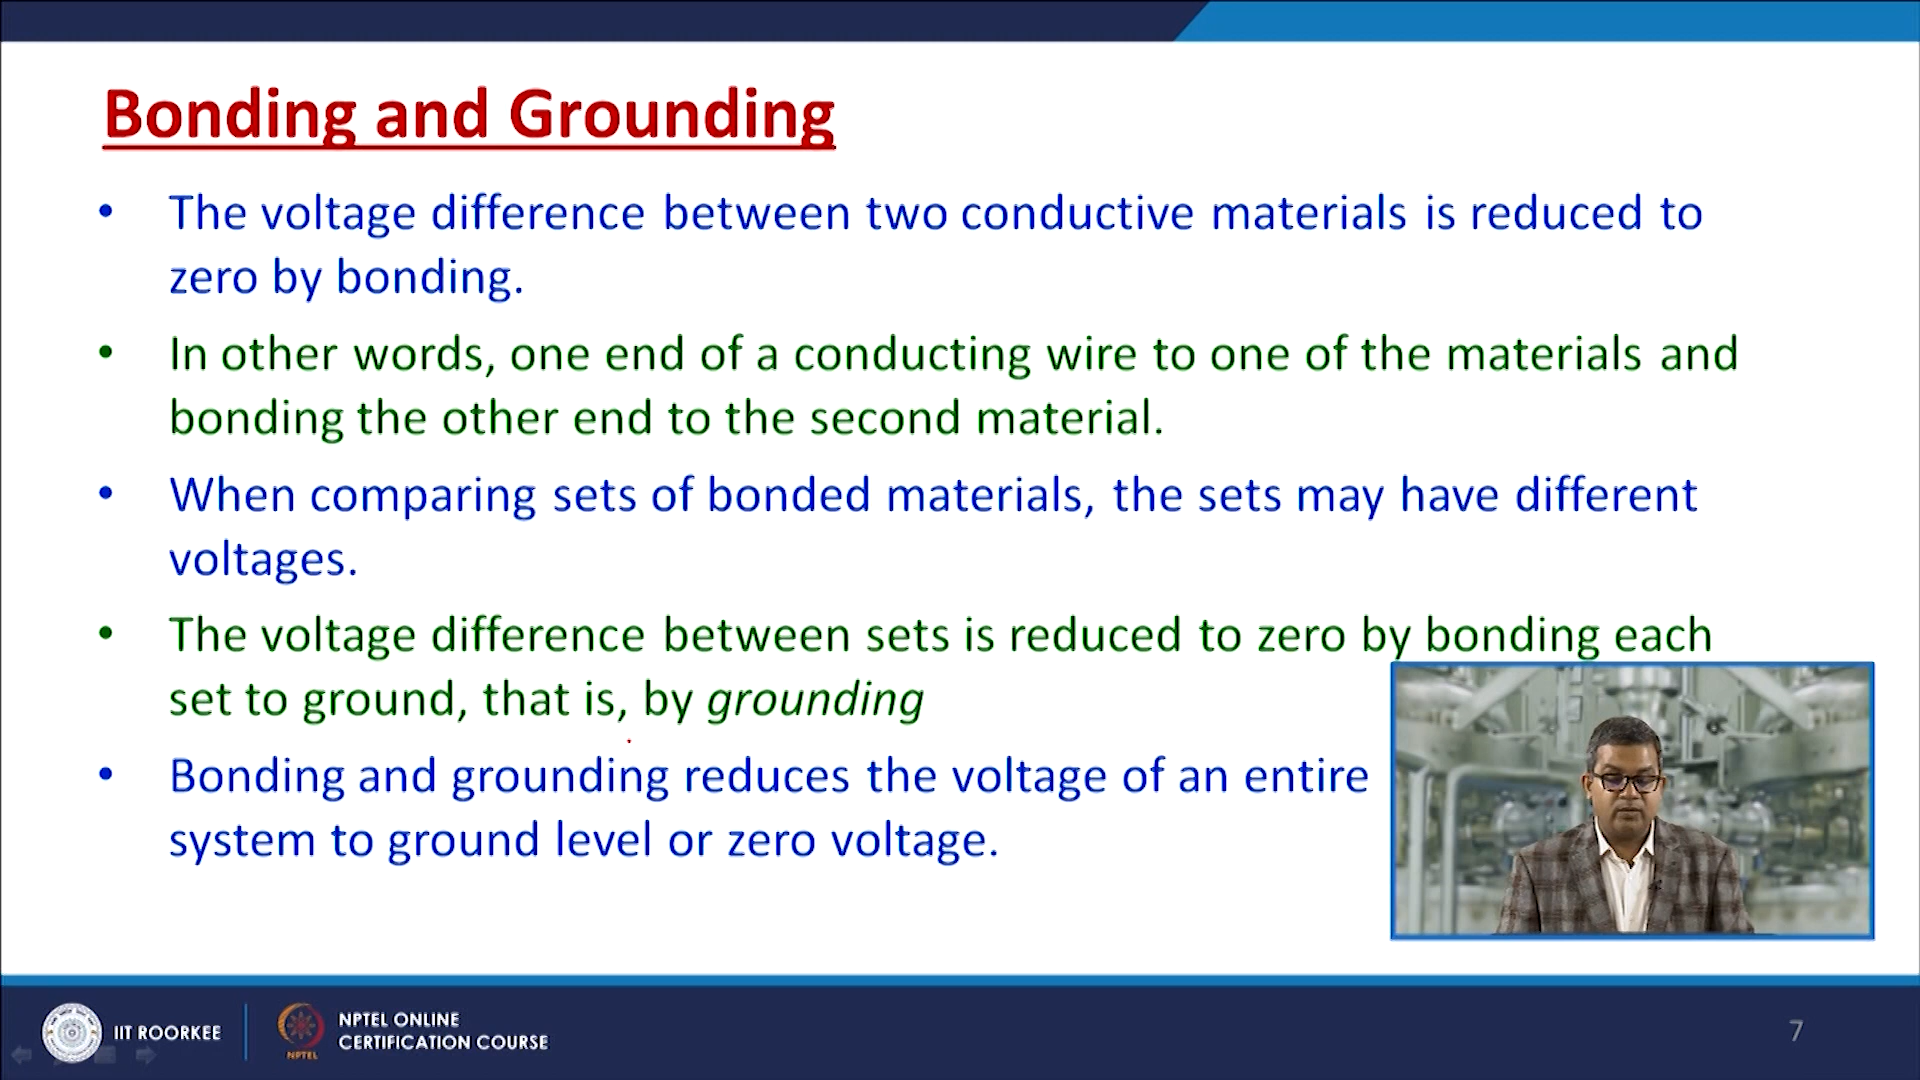 Bonding and Grounding
• The voltage difference between two conductive materials is reduced to
zero by bonding.
• In other words, one end of a conducting wire to one of the materials and
bonding the other end to the second material.
• When comparing sets of bonded materials, the sets may have different
voltages.
• The voltage difference between sets is reduced to zero by bonding each
set to ground, that is, by grounding
• Bonding and grounding reduces the voltage of an entire
system to ground level or zero voltage.
IIT ROORKEE
NPTEL
NPTEL ONLINE
CERTIFICATION COURSE
7